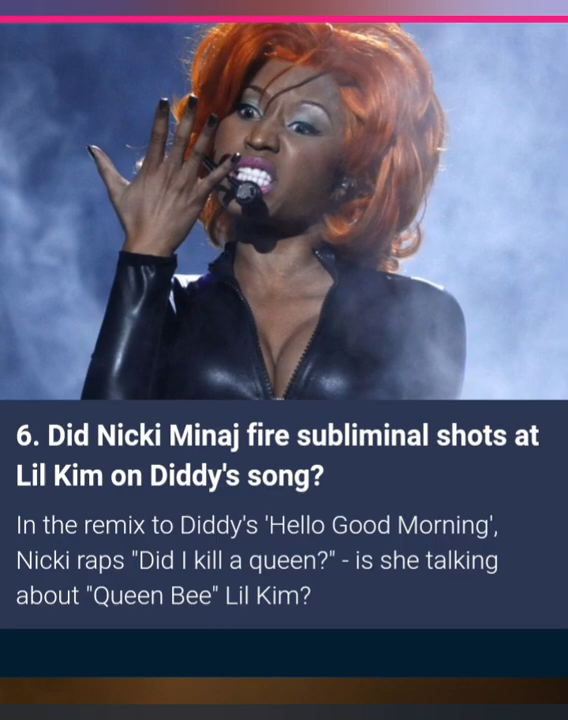 6. Did Nicki Minaj fire subliminal shots at
Lil Kim on Diddy's song?
In the remix to Diddy's 'Hello Good Morning',
Nicki raps "Did I kill a queen?" - is she talking
about "Queen Bee" Lil Kim?